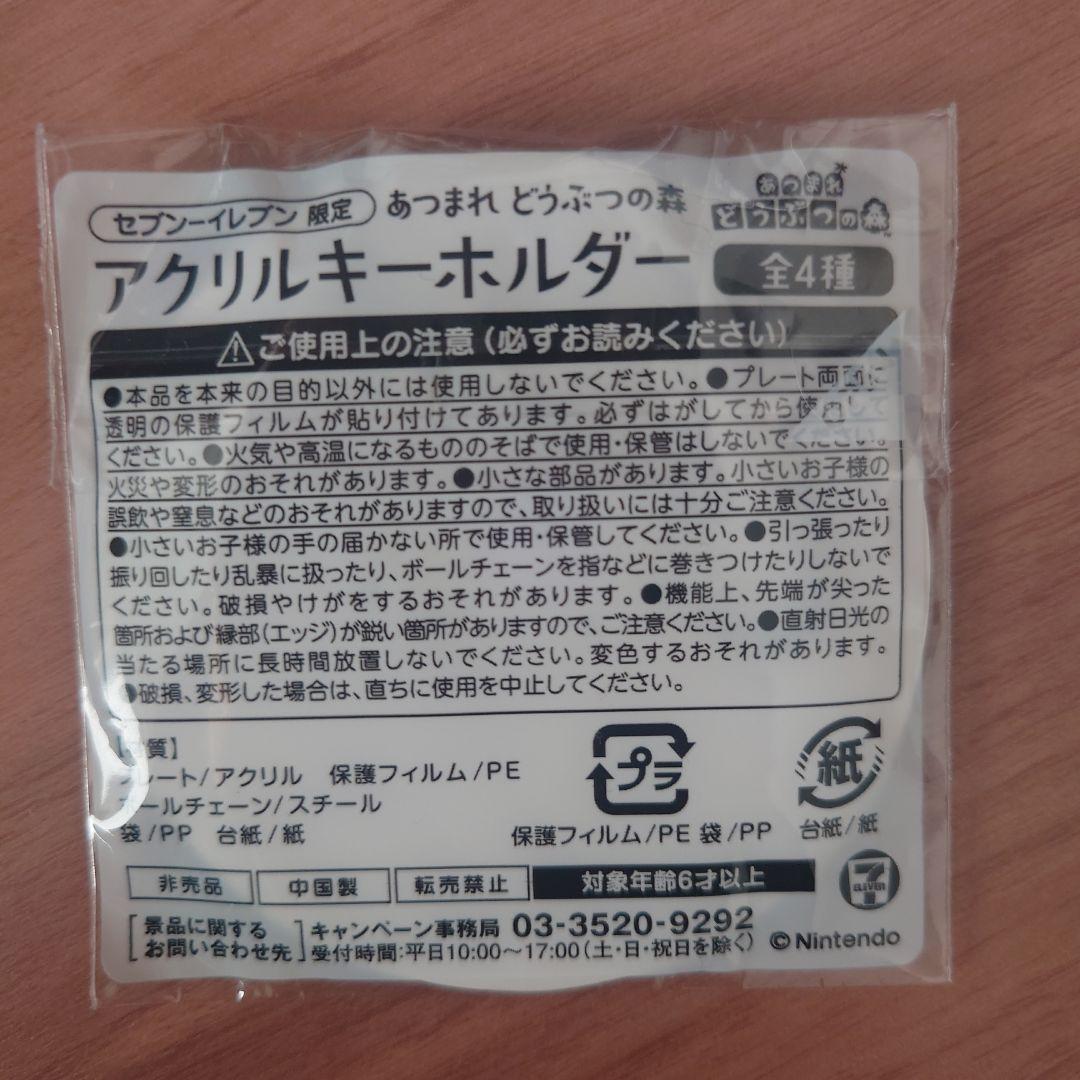 セブン-イレブン 限定 あつまれ どうぶつの森
あつまれ
どうぶつの森™
アクリルキーホルダー
全4種
⚠ご使用上の注意（必ずお読みください）
●本品を本来の目的以外には使用しないでください。●プレート両面に
透明の保護フィルムが貼り付けてあります。必ずはがしてから使用して
ください。●火気や高温になるもののそばで使用・保管はしないでください。
火災や変形のおそれがあります。●小さな部品があります。小さいお子様の
誤飲や窒息などのおそれがありますので、取り扱いには十分ご注意ください。
●小さいお子様の手の届かない所で使用・保管してください。●引っ張ったり
振り回したり乱暴に扱ったり、ボールチェーンを指などに巻きつけたりしないで
ください。破損やけがをするおそれがあります。●機能上、先端が尖った
箇所および縁部（エッジ）が鋭い箇所がありますので、ご注意ください。●直射日光の
当たる場所に長時間放置しないでください。変色するおそれがあります。
●破損、変形した場合は、直ちに使用を中止してください。
【材質】
プレート/アクリル 保護フィルム/PE
ボールチェーン/スチール
袋/PP 台紙/紙
プラ
保護フィルム/PE 袋/PP
紙
台紙/紙
非売品 中国製 転売禁止 対象年齢6才以上
7 ELEVEN
[景品に関する
お問い合わせ先]
キャンペーン事務局 03-3520-9292
受付時間:平日10:00～17:00（土・日・祝日を除く）
©Nintendo